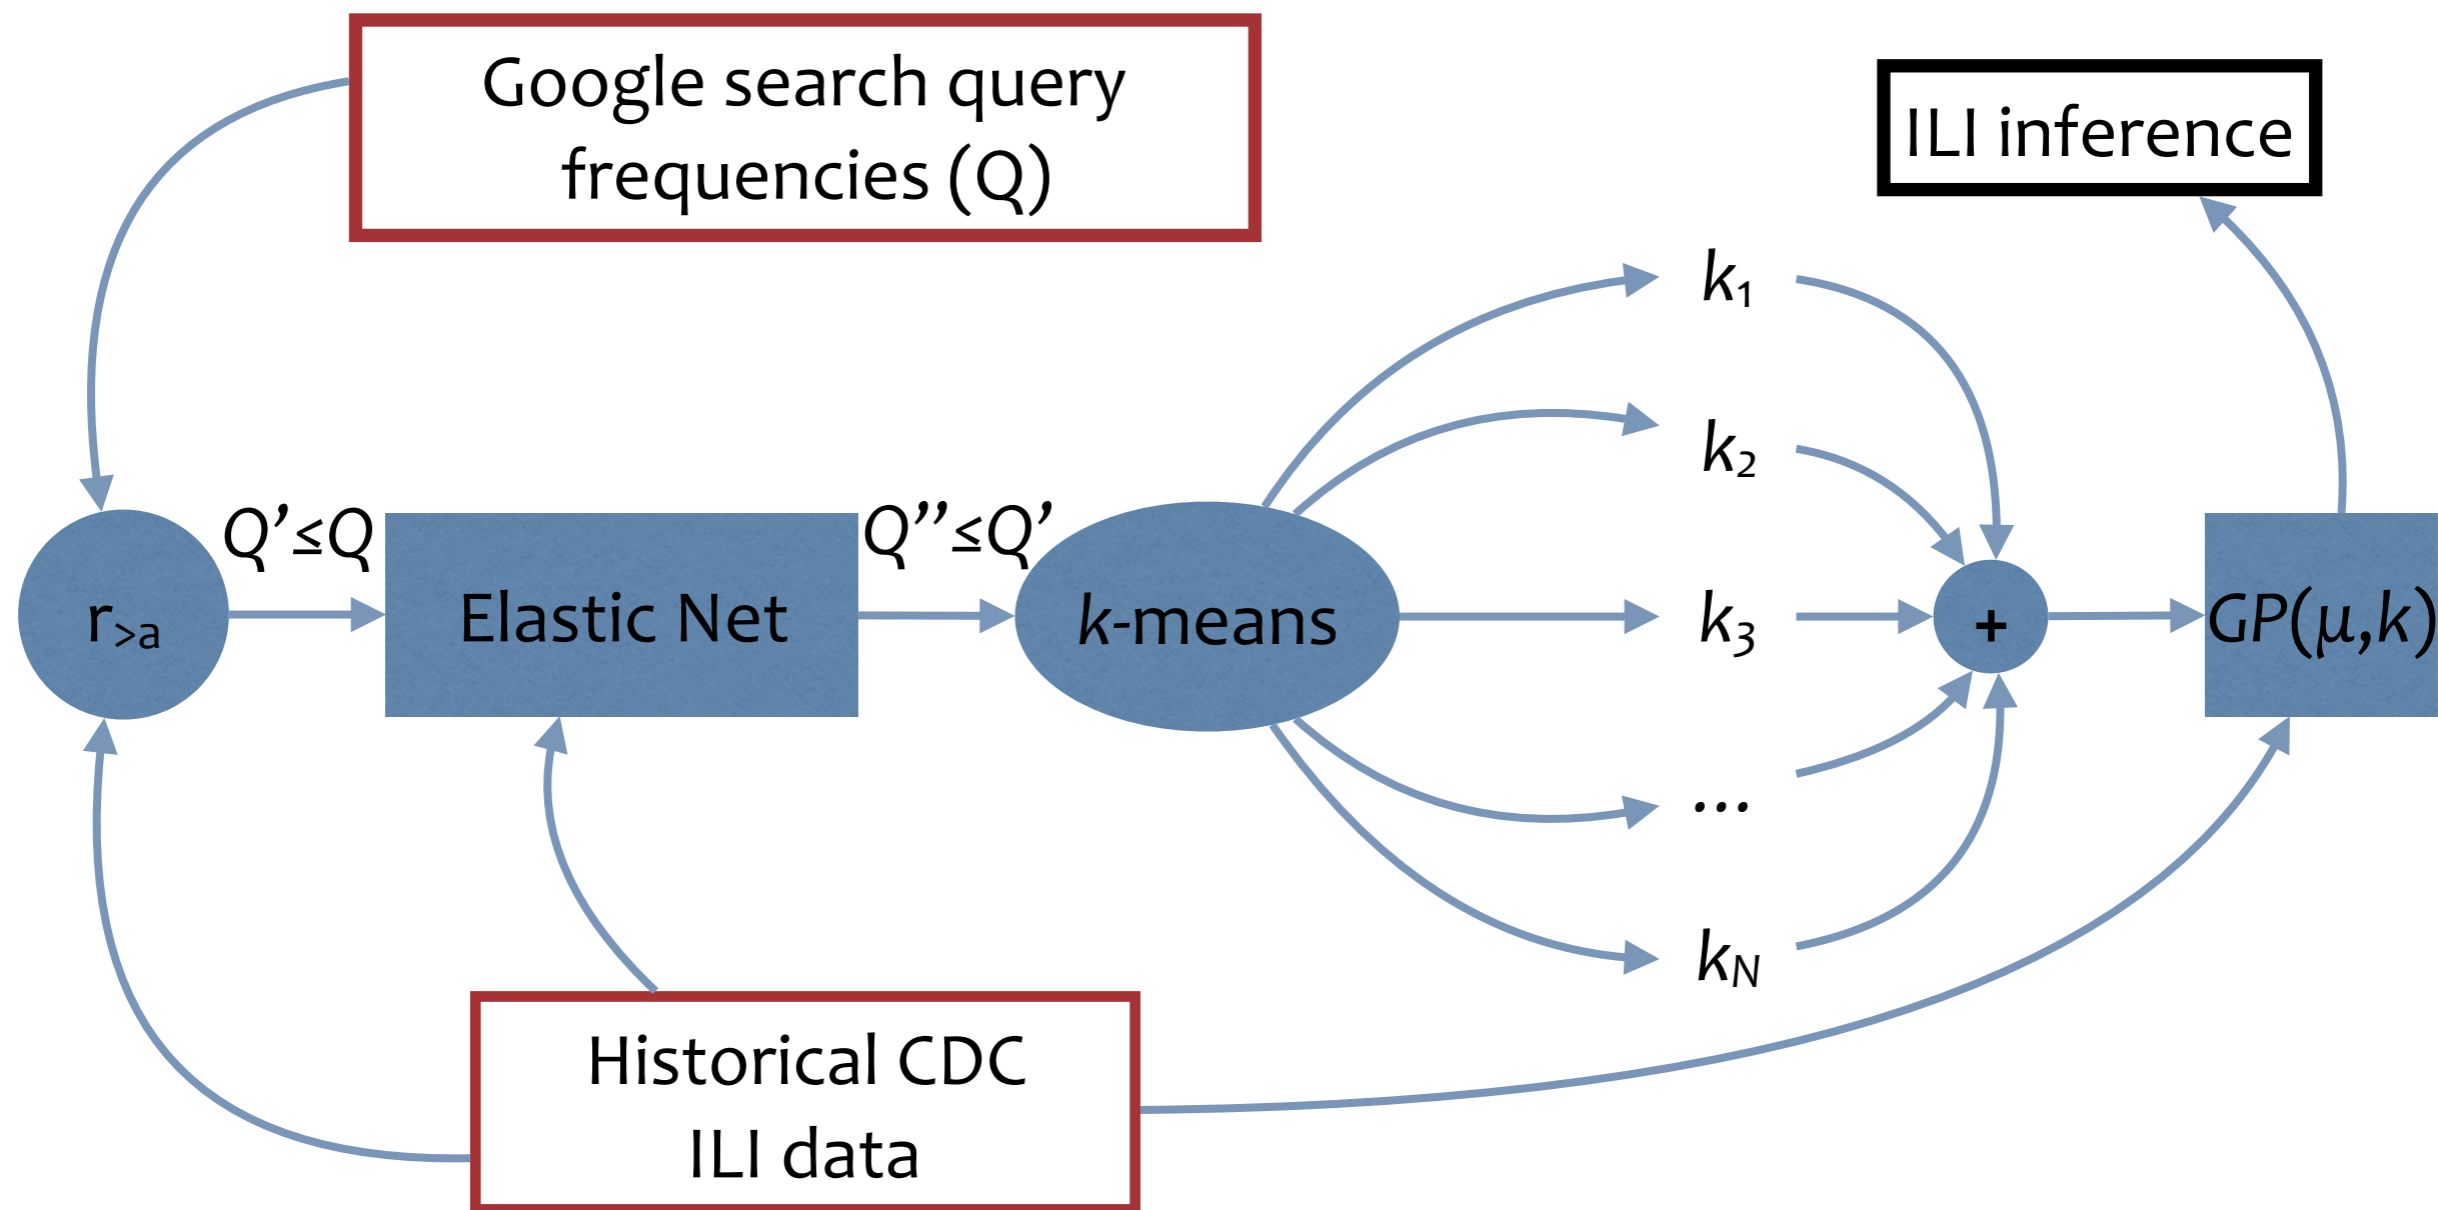 Google search query
frequencies (Q)
ILI inference
k1
k2
Q’≤Q
Q’’≤Q’
r>a
Elastic Net
k-means
k3
+
GP(μ,k)
...
kN
Historical CDC
ILI data